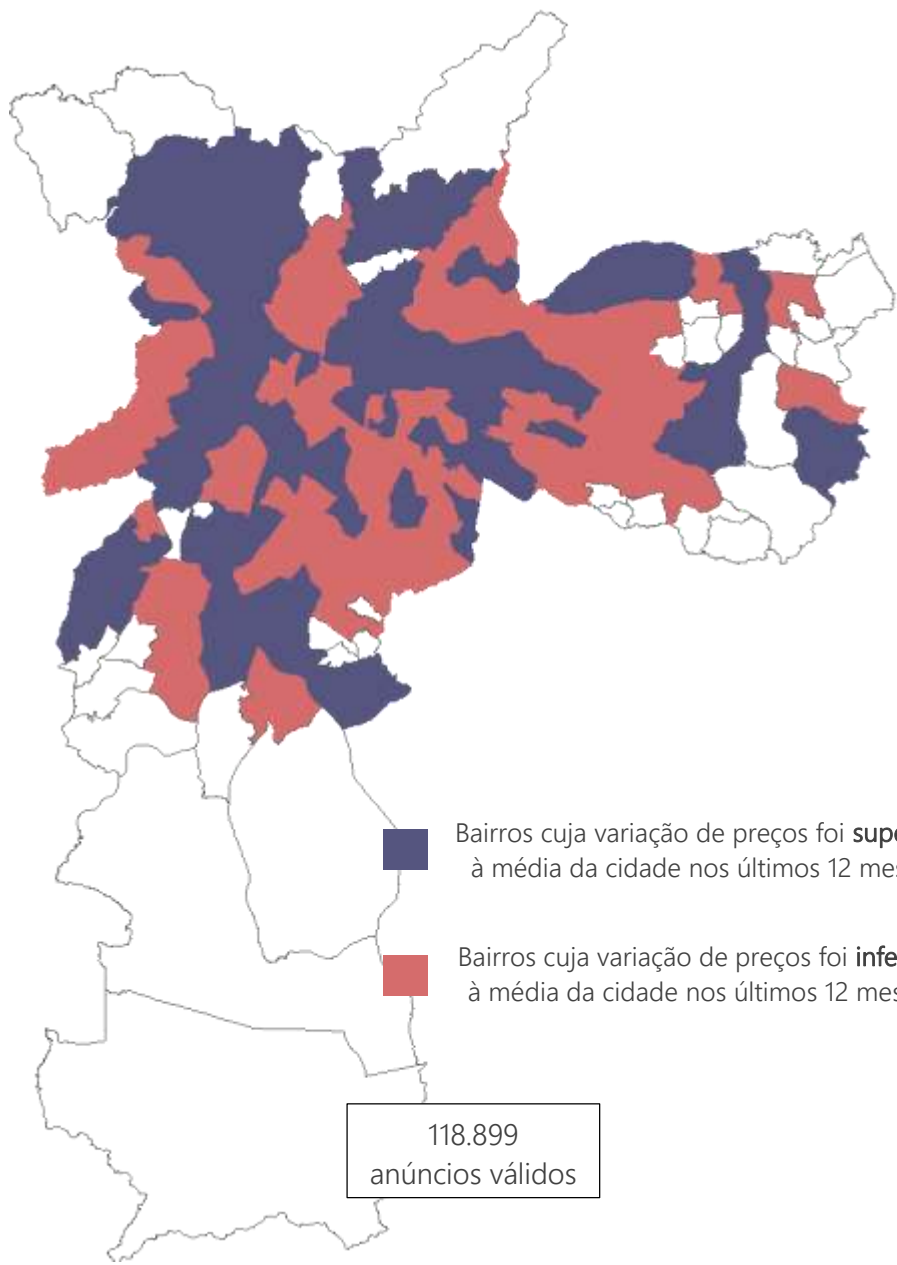 Bairros cuja variação de preços foi supe
à média da cidade nos últimos 12 mes
Bairros cuja variação de preços foi infe
à média da cidade nos últimos 12 mes
118.899
anúncios válidos